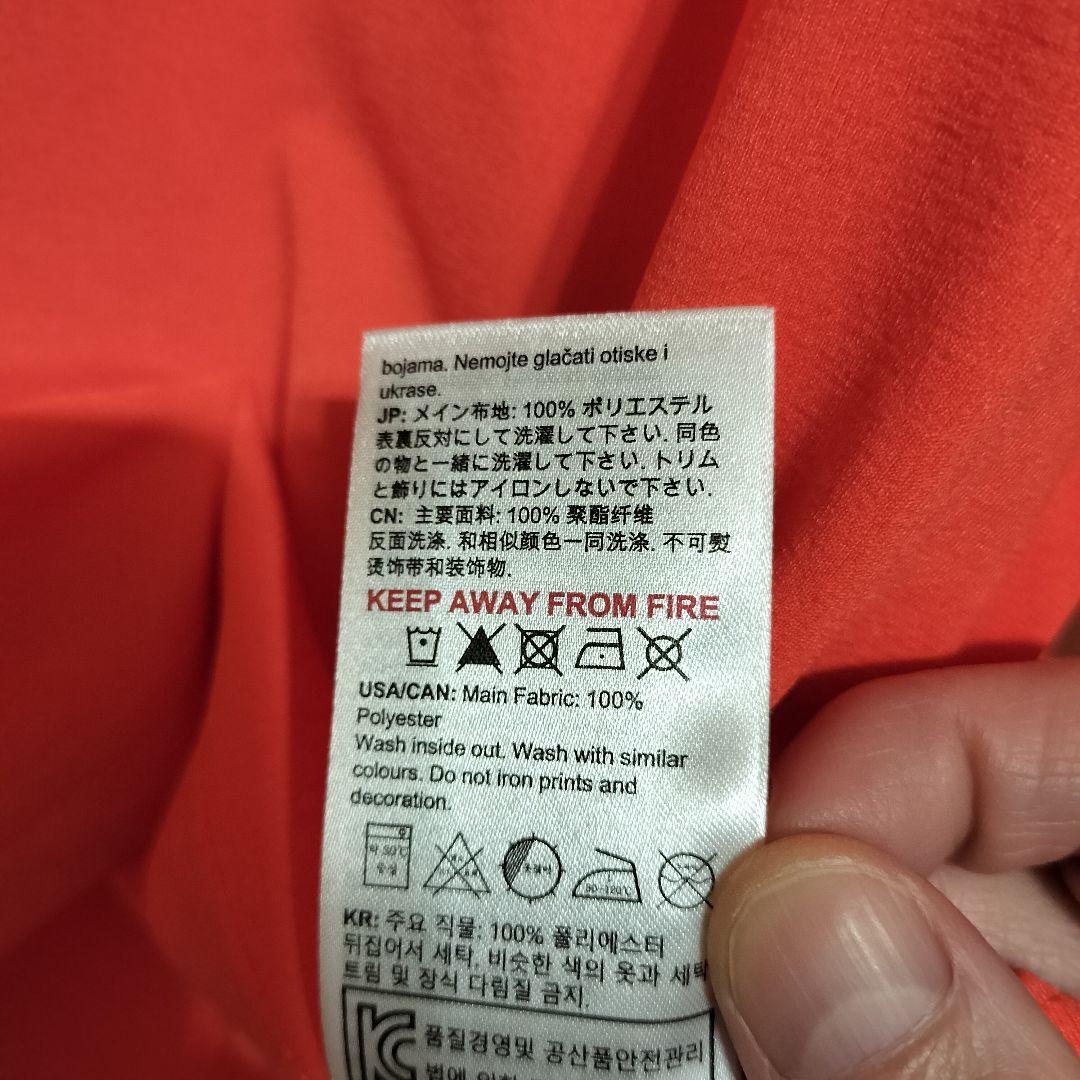 bojama. Nemojte glačati otiske i
ukrase.
JP: メイン布地: 100% ポリエステル
表裏反対にして洗濯して下さい. 同色
の物と一緒に洗濯して下さい. トリム
と飾りにはアイロンしないで下さい.
CN: 主要面料: 100% 聚酯纤维
反面洗涤. 和相似颜色一同洗涤. 不可熨
烫饰带和装饰物.
KEEP AWAY FROM FIRE
USA/CAN: Main Fabric: 100%
Polyester
Wash inside out. Wash with similar
colours. Do not iron prints and
decoration.
약 30℃
80~120℃
KR: 주요 직물: 100% 폴리에스터
뒤집어서 세탁. 비슷한 색의 옷과 세탁
트림 및 장식 다림질 금지.
품질경영및 공산품안전관리
법에